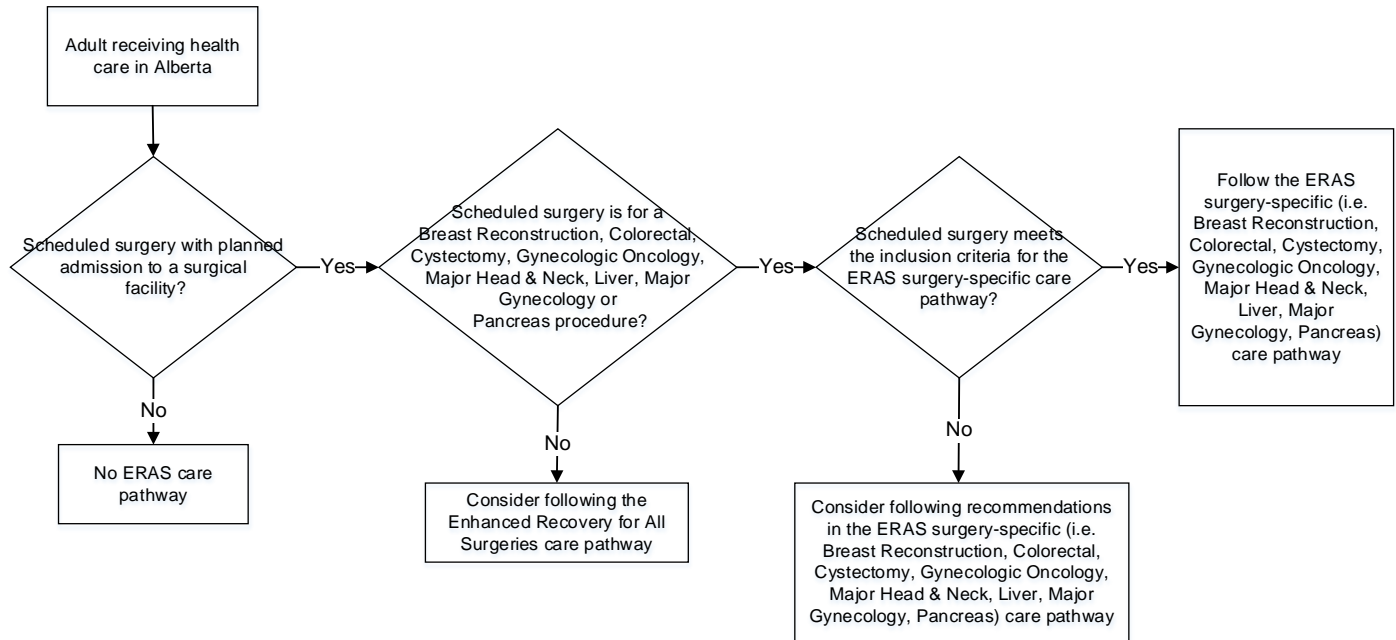 Adult receiving health
care in Alberta
Scheduled surgery with planned
admission to a surgical
facility?
Yes
No
No ERAS care
pathway
Scheduled surgery is for a
Breast Reconstruction, Colorectal,
Cystectomy, Gynecologic Oncology,
Major Head & Neck, Liver, Major
Gynecology or
Pancreas procedure?
Yes
No
Consider following the
Enhanced Recovery for All
Surgeries care pathway
Scheduled surgery meets
the inclusion criteria for the
ERAS surgery-specific care
pathway?
Yes
No
Consider following recommendations
in the ERAS surgery-specific (i.e.
Breast Reconstruction, Colorectal,
Cystectomy, Gynecologic Oncology,
Major Head & Neck, Liver, Major
Gynecology, Pancreas) care pathway
Follow the ERAS
surgery-specific (i.e.
Breast Reconstruction,
Colorectal, Cystectomy,
Gynecologic Oncology,
Major Head & Neck,
Liver, Major
Gynecology, Pancreas)
care pathway